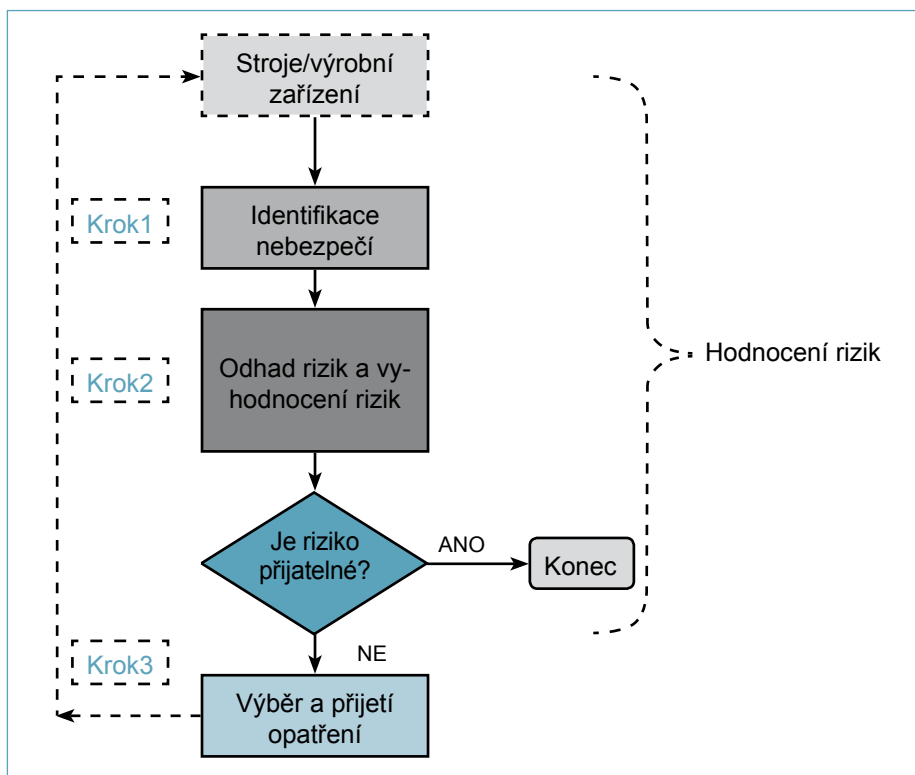 Stroje/výrobní
zařízení
Krok1
Identifikace
nebezpečí
Krok2
Odhad rizik a vy-
hodnocení rizik
Hodnocení rizik
Je riziko
přijatelné?
ANO
Konec
NE
Krok3
Výběr a přijetí
opatření